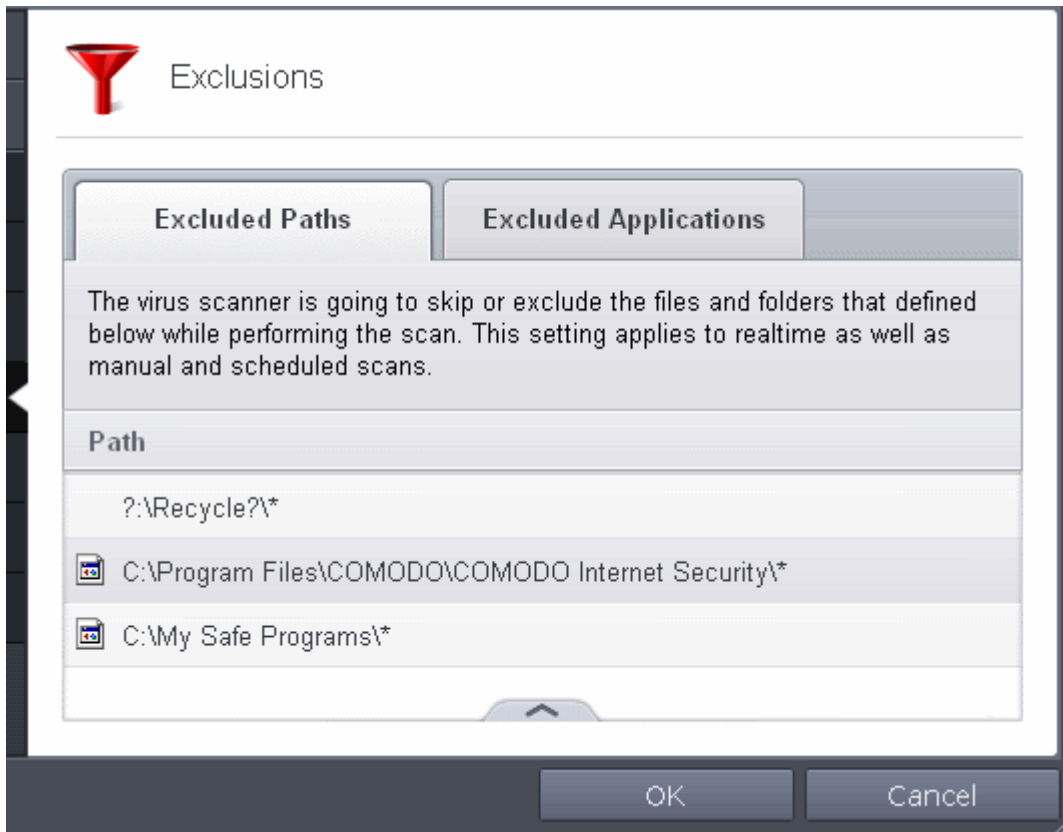 Exclusions
Excluded Paths
Excluded Applications
The virus scanner is going to skip or exclude the files and folders that defined
below while performing the scan. This setting applies to realtime as well as
manual and scheduled scans.
Path
?:\Recycle?\*
C:\Program Files\COMODO\COMODO Internet Security\*
C:\My Safe Programs\*
OK
Cancel